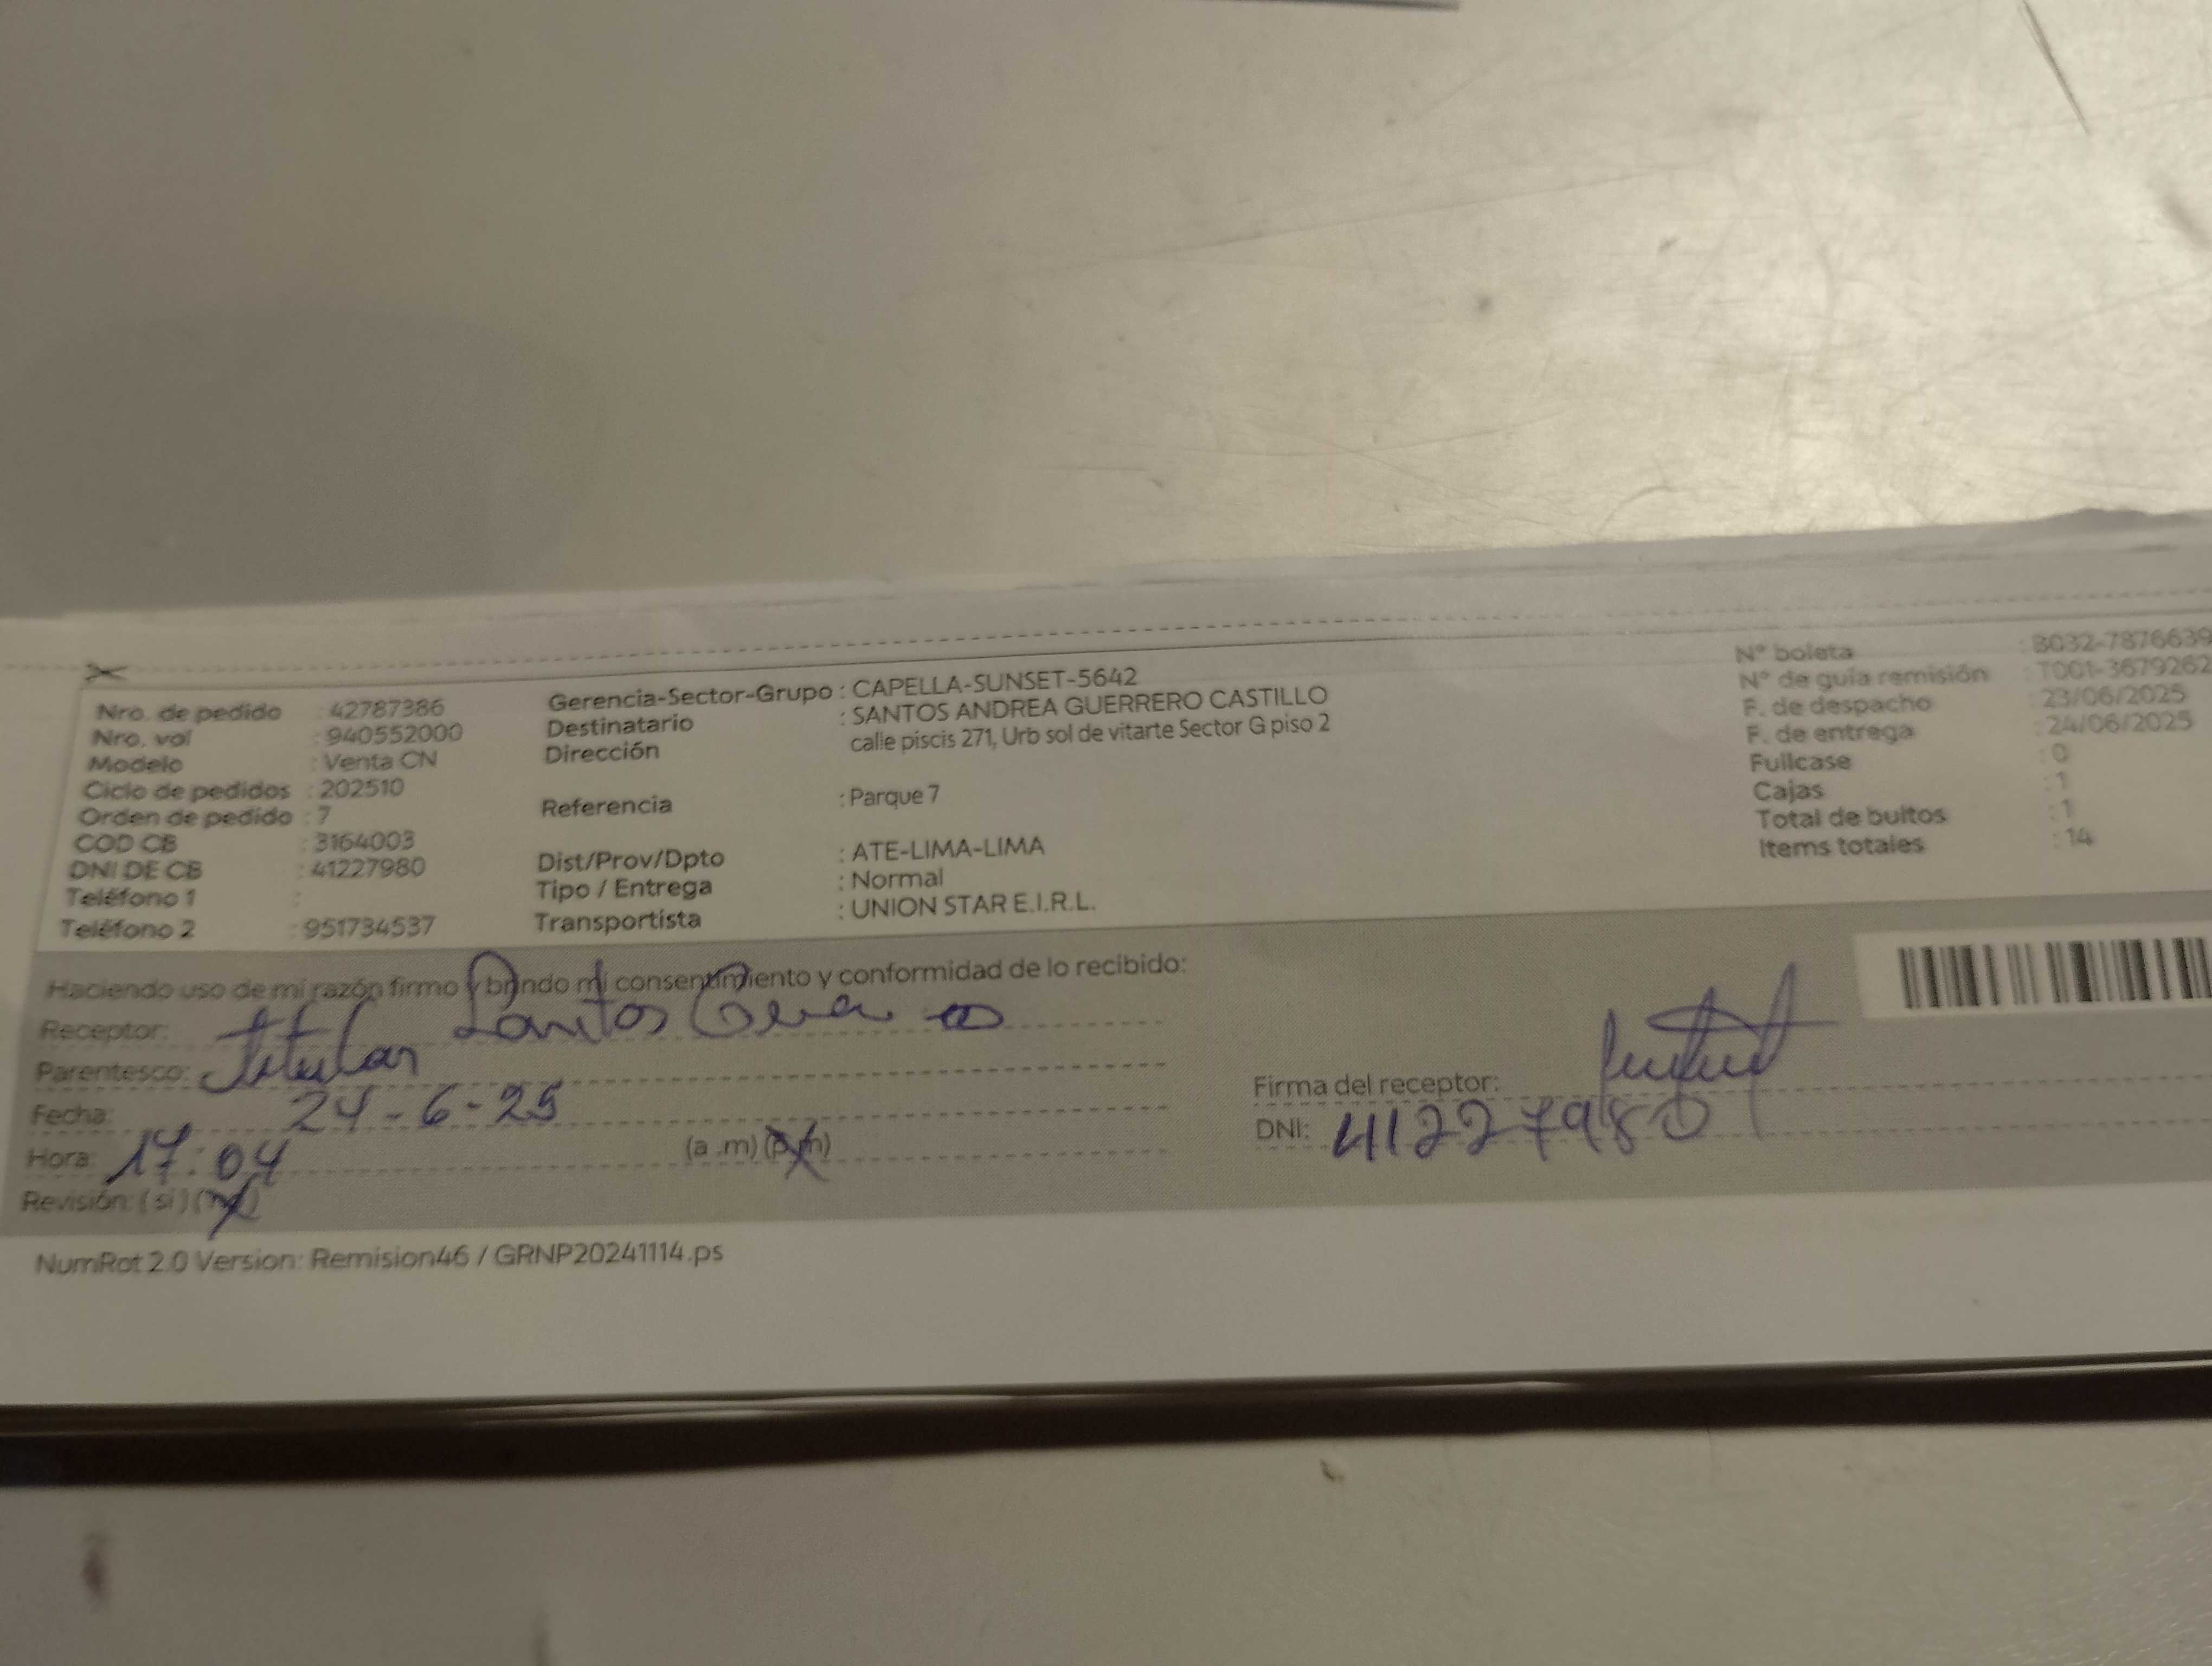 Nro. de pedido : 42787386
Nro. vol : 940552000
Modelo : Venta CN
Ciclo de pedidos : 202510
Orden de pedido : 7
COD CB : 3164003
DNI DE CB : 41227980
Teléfono 1 :
Teléfono 2 : 951734537
Gerencia-Sector-Grupo : CAPELLA-SUNSET-5642
Destinatario : SANTOS ANDREA GUERRERO CASTILLO
Dirección calle piscis 271, Urb sol de vitarte Sector G piso 2
Referencia : Parque 7
Dist/Prov/Dpto : ATE-LIMA-LIMA
Tipo / Entrega : Normal
Transportista : UNION STAR E.I.R.L.
N° boleta : B032-7876639
N° de guía remisión : T001-3679262
F. de despacho : 23/06/2025
F. de entrega : 24/06/2025
Fullcase : 0
Cajas : 1
Total de bultos : 1
Items totales : 14
Haciendo uso de mi razón firmo y brindo mi consentimiento y conformidad de lo recibido:
Receptor: Santos
Parentesco: Titular
Fecha: 24-6-25
Hora: 17:04 (a .m) (p.m)
Revisión: (si) (no)
Firma del receptor:
DNI: 41227980
NumRot 2.0 Version: Remision46 / GRNP20241114.ps